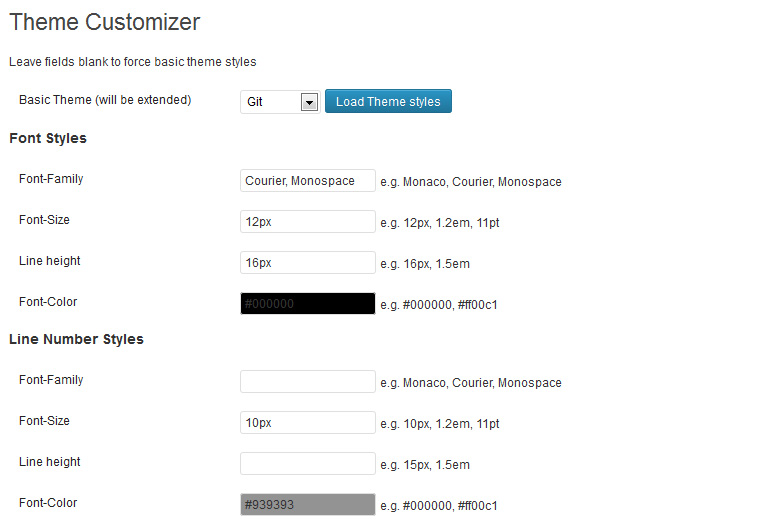 Theme Customizer
Leave fields blank to force basic theme styles
Basic Theme (will be extended) Git Load Theme styles
Font Styles
Font-Family Courier, Monospace e.g. Monaco, Courier, Monospace
Font-Size 12px e.g. 12px, 1.2em, 11pt
Line height 16px e.g. 16px, 1.5em
Font-Color #000000 e.g. #000000, #ff00c1
Line Number Styles
Font-Family e.g. Monaco, Courier, Monospace
Font-Size 10px e.g. 10px, 1.2em, 11pt
Line height e.g. 15px, 1.5em
Font-Color #939393 e.g. #000000, #ff00c1